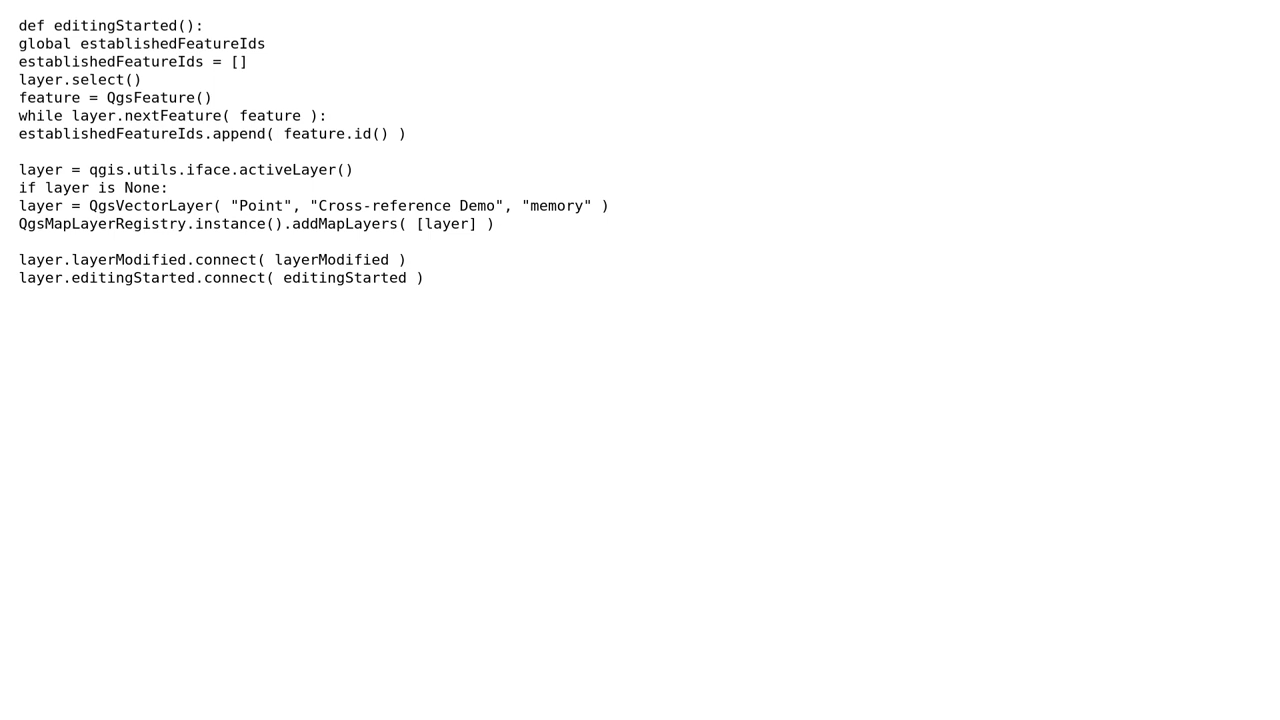 def editingStarted():
global establishedFeatureIds
establishedFeatureIds = []
layer.select()
feature = QgsFeature()
while layer.nextFeature( feature ):
establishedFeatureIds.append( feature.id() )

layer = qgis.utils.iface.activeLayer()
if layer is None:
layer = QgsVectorLayer( "Point", "Cross-reference Demo", "memory" )
QgsMapLayerRegistry.instance().addMapLayers( [layer] )

layer.layerModified.connect( layerModified )
layer.editingStarted.connect( editingStarted )